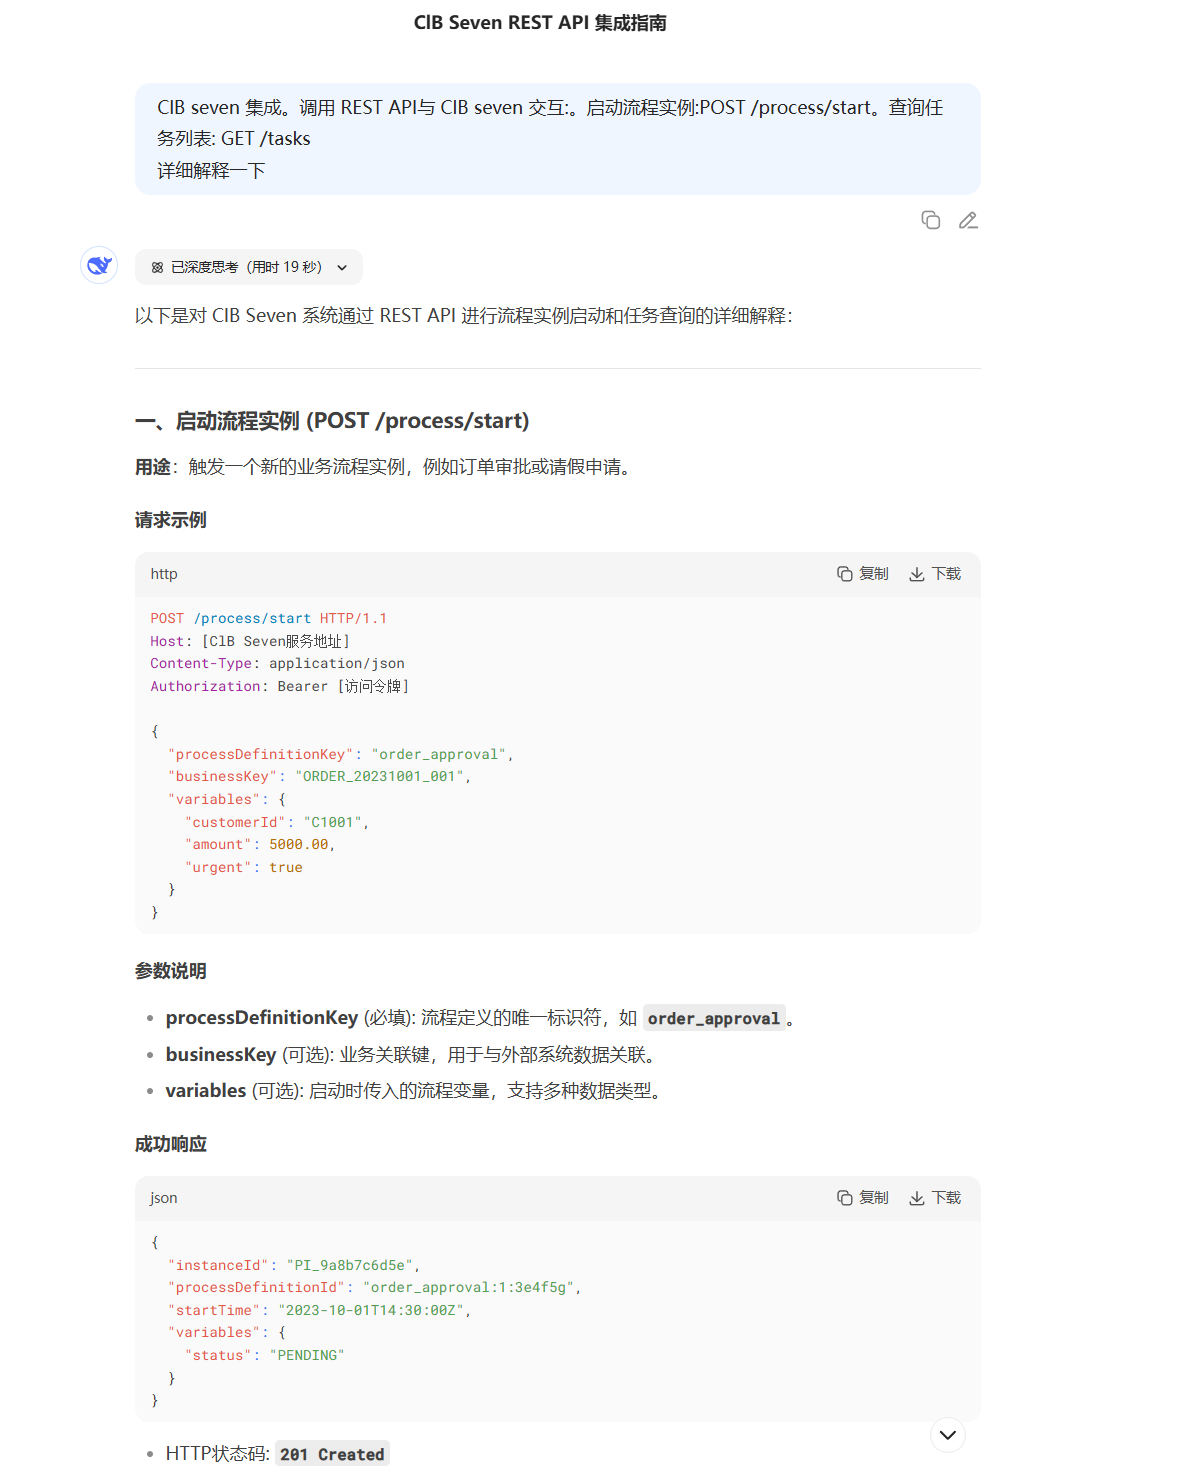 CIB Seven REST API 集成指南
CIB seven 集成。调用 REST API与 CIB seven 交互:。启动流程实例:POST /process/start。查询任
务列表: GET /tasks
详细解释一下
已深度思考（用时 19 秒）
以下是对 CIB Seven 系统通过 REST API 进行流程实例启动和任务查询的详细解释：
一、启动流程实例 (POST /process/start)
用途：触发一个新的业务流程实例，例如订单审批或请假申请。
请求示例
http 复制 下载
POST /process/start HTTP/1.1
Host: [ClB Seven服务地址]
Content-Type: application/json
Authorization: Bearer [访问令牌]
{
"processDefinitionKey": "order_approval",
"businessKey": "ORDER_20231001_001",
"variables": {
"customerId": "C1001",
"amount": 5000.00,
"urgent": true
}
}
参数说明
• processDefinitionKey (必填): 流程定义的唯一标识符，如 order_approval。
• businessKey (可选): 业务关联键，用于与外部系统数据关联。
• variables (可选): 启动时传入的流程变量，支持多种数据类型。
成功响应
json 复制 下载
{
"instanceId": "PI_9a8b7c6d5e",
"processDefinitionId": "order_approval:1:3e4f5g",
"startTime": "2023-10-01T14:30:00Z",
"variables": {
"status": "PENDING"
}
}
• HTTP状态码: 201 Created